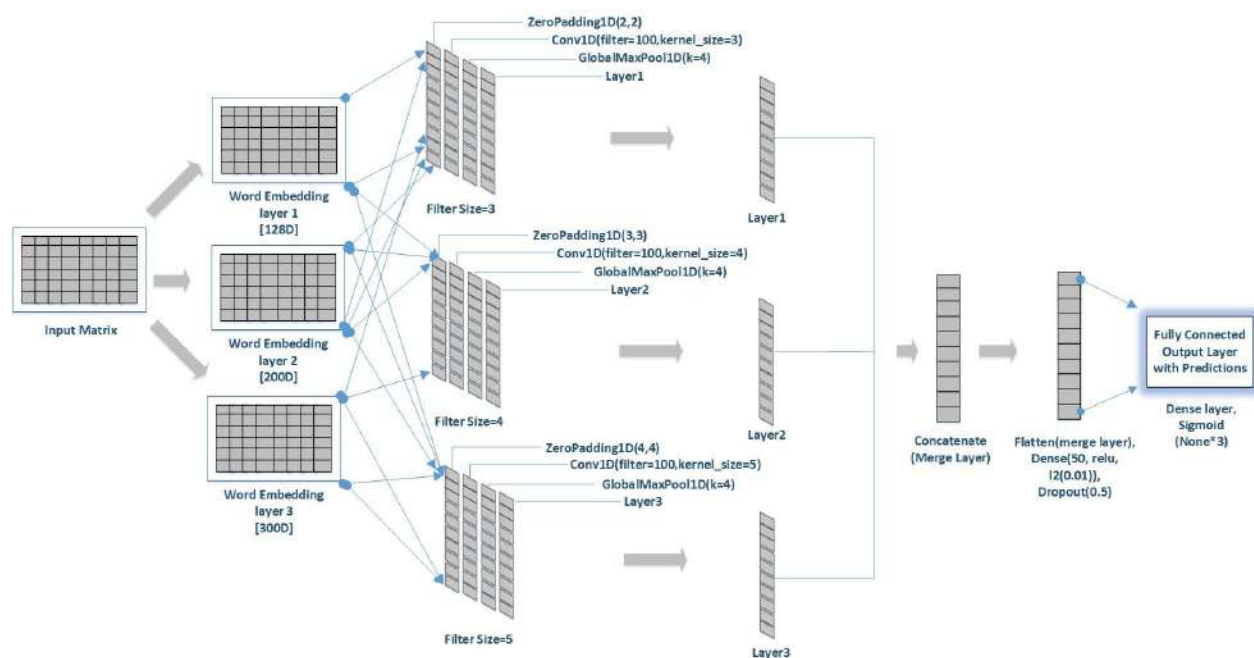 ZeroPadding1D(2,2)
Conv1D(filter=100,kernel_size=3)
GlobalMaxPool1D(k=4)
Layer1
Filter Size=3
Layer1
Word Embedding
layer 1
[128D]
Input Matrix
Word Embedding
layer 2
[200D]
Word Embedding
layer 3
[300D]
ZeroPadding1D(3,3)
Conv1D(filter=100,kernel_size=4)
GlobalMaxPool1D(k=4)
Layer2
Filter Size=4
Layer2
ZeroPadding1D(4,4)
Conv1D(filter=100,kernel_size=5)
GlobalMaxPool1D(k=4)
Layer3
Filter Size=5
Layer3
Concatenate
(Merge Layer)
Flatten(merge layer),
Dense(50, relu,
l2(0.01)),
Dropout(0.5)
Fully Connected
Output Layer
with Predictions
Dense layer,
Sigmoid
(None*3)